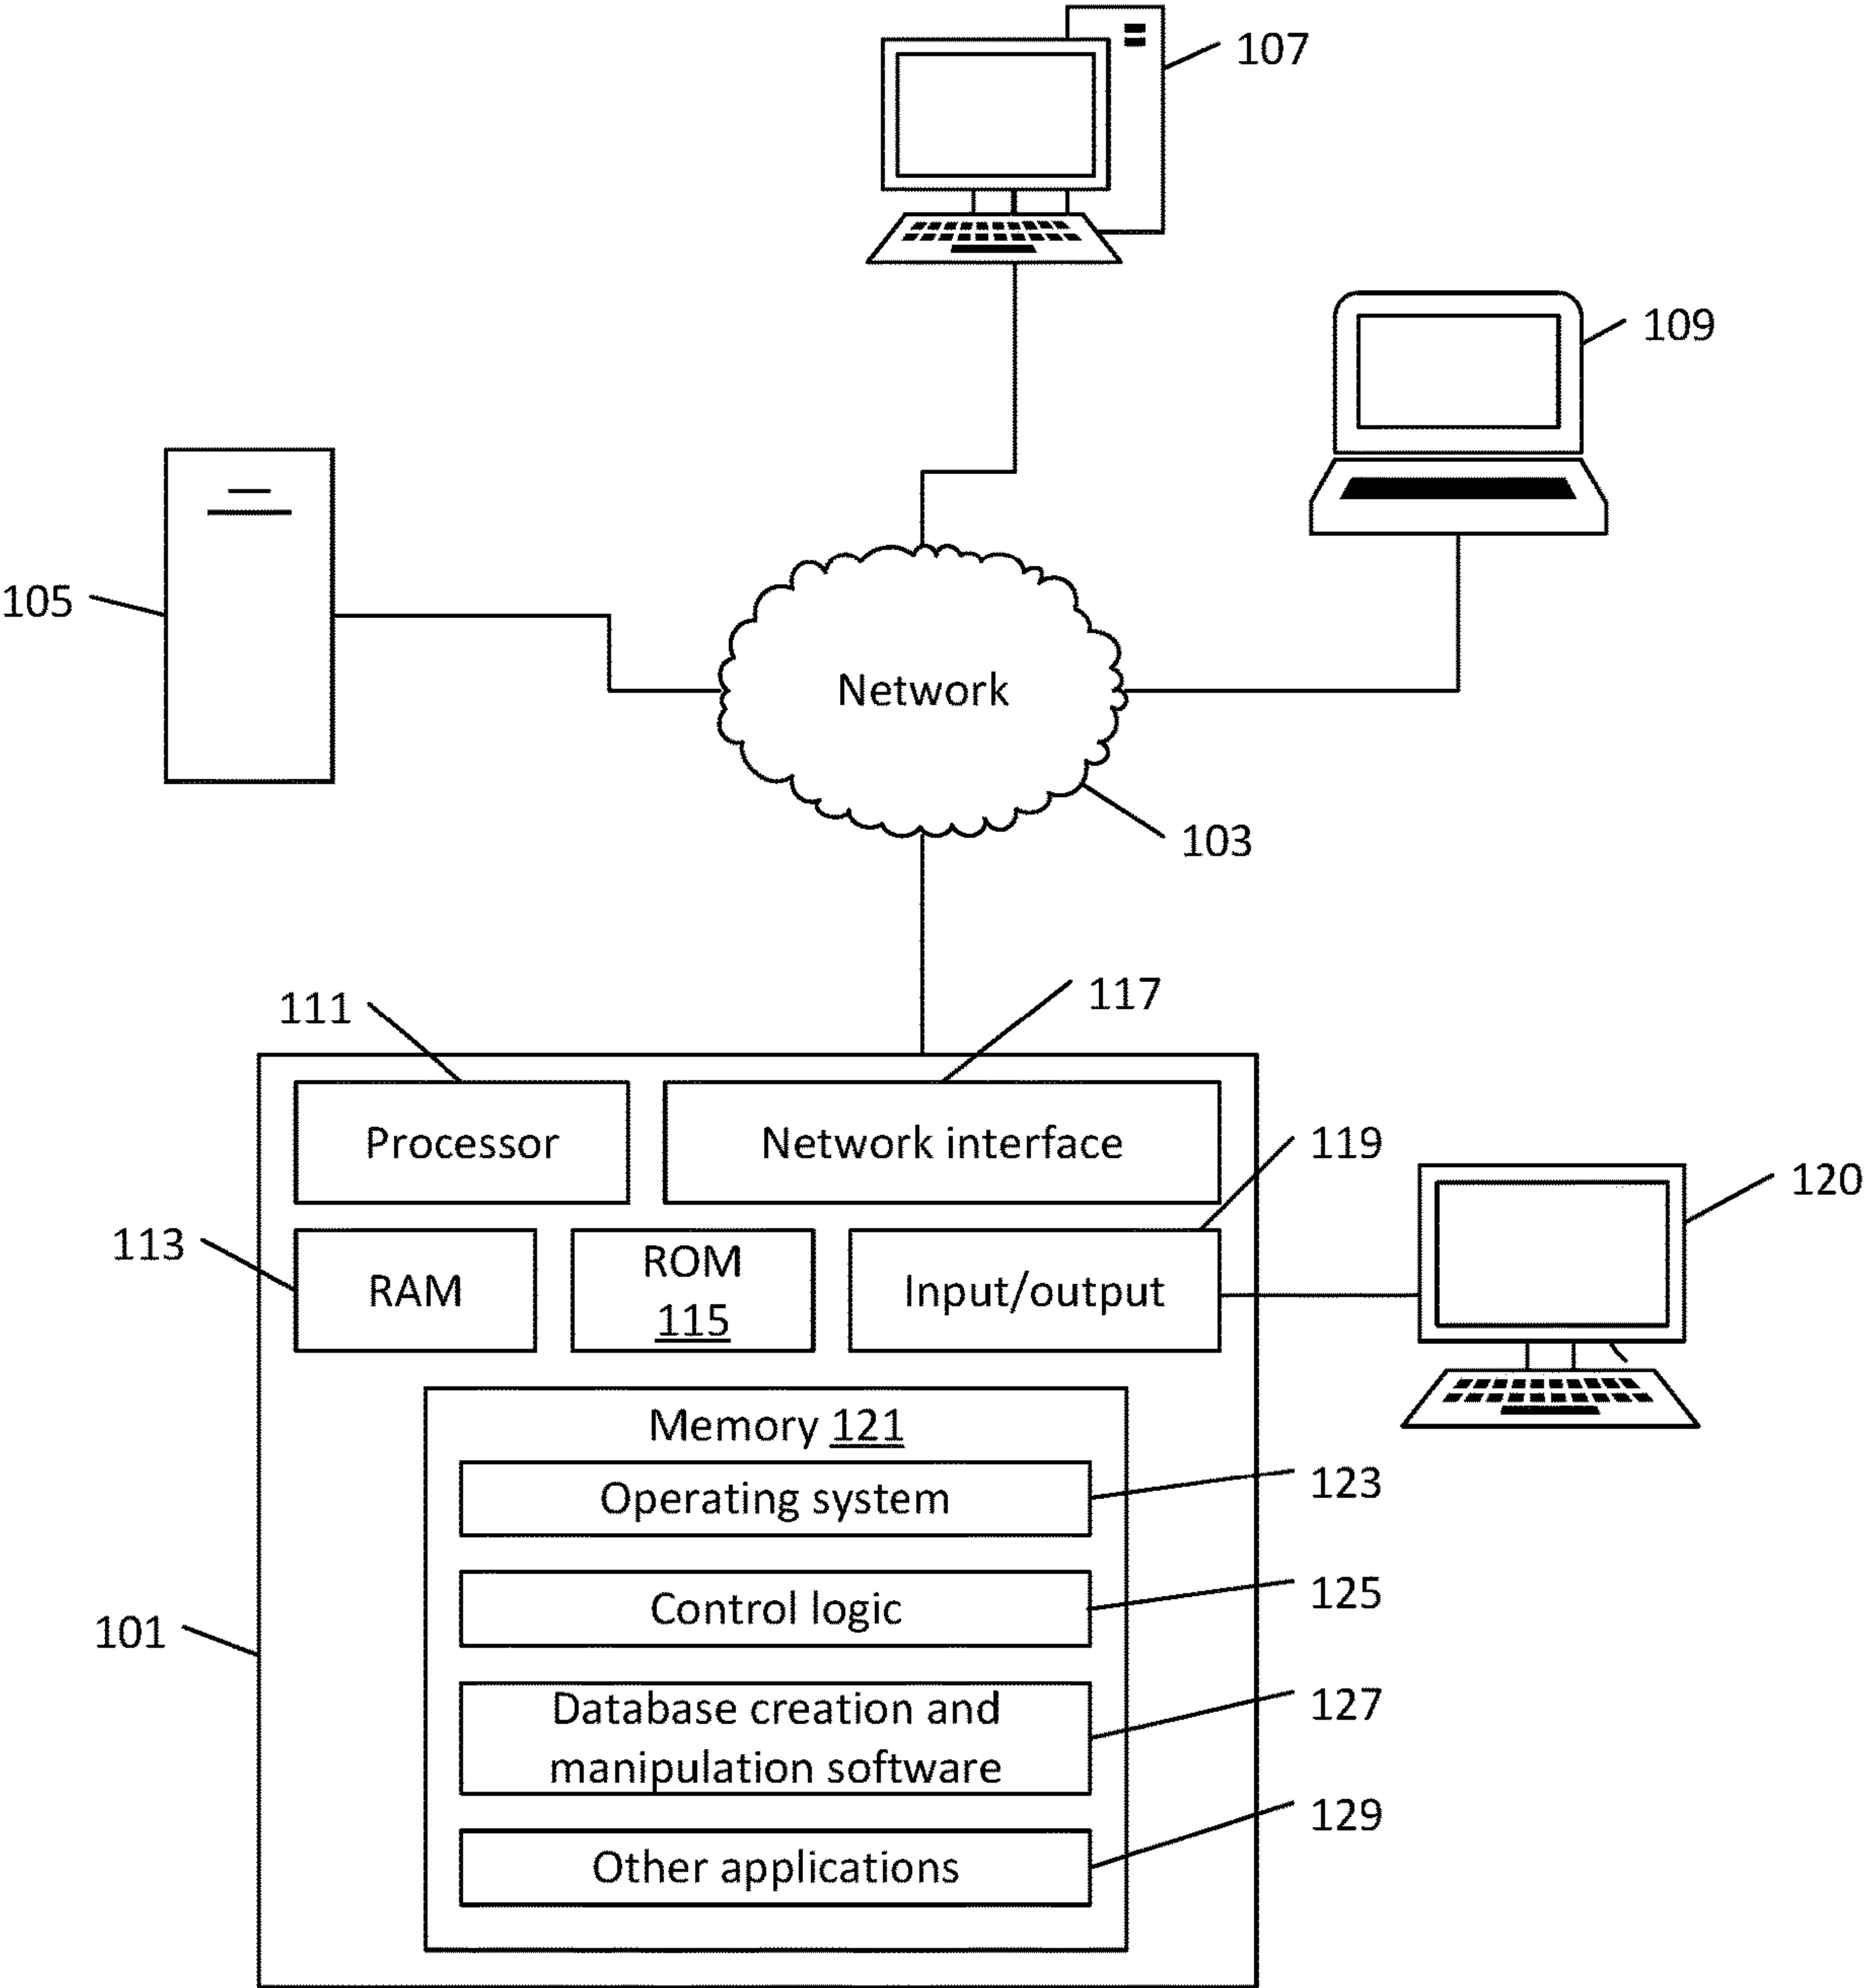 107
109
105
Network
103
111
117
Processor
Network interface
119
120
113
RAM
ROM
115
Input/output
Memory 121
Operating system
123
Control logic
125
101
Database creation and
manipulation software
127
Other applications
129